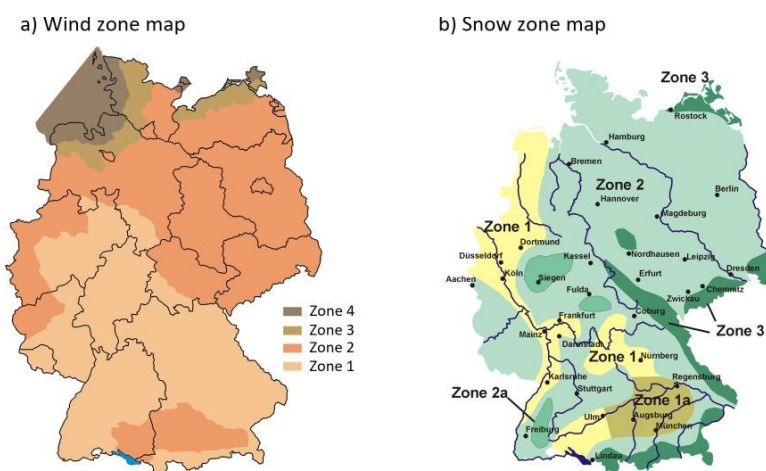 a) Wind zone map
Zone 4
Zone 3
Zone 2
Zone 1
b) Snow zone map
Zone 3
Rostock
Hamburg
Bremen
Zone 2
Berlin
Hannover
Magdeburg
Zone 1
Dortmund
Düsseldorf
Kassel
Nordhausen
Leipzig
Dresden
Köln
Siegen
Erfurt
Chemnitz
Aachen
Fulda
Zwickau
Zone 3
Frankfurt
Coburg
Mainz
Darmstadt
Zone 1
Nürnberg
Karlsruhe
Regensburg
Zone 2a
Stuttgart
Zone 1a
Ulm
Augsburg
Freiburg
München
Lindau